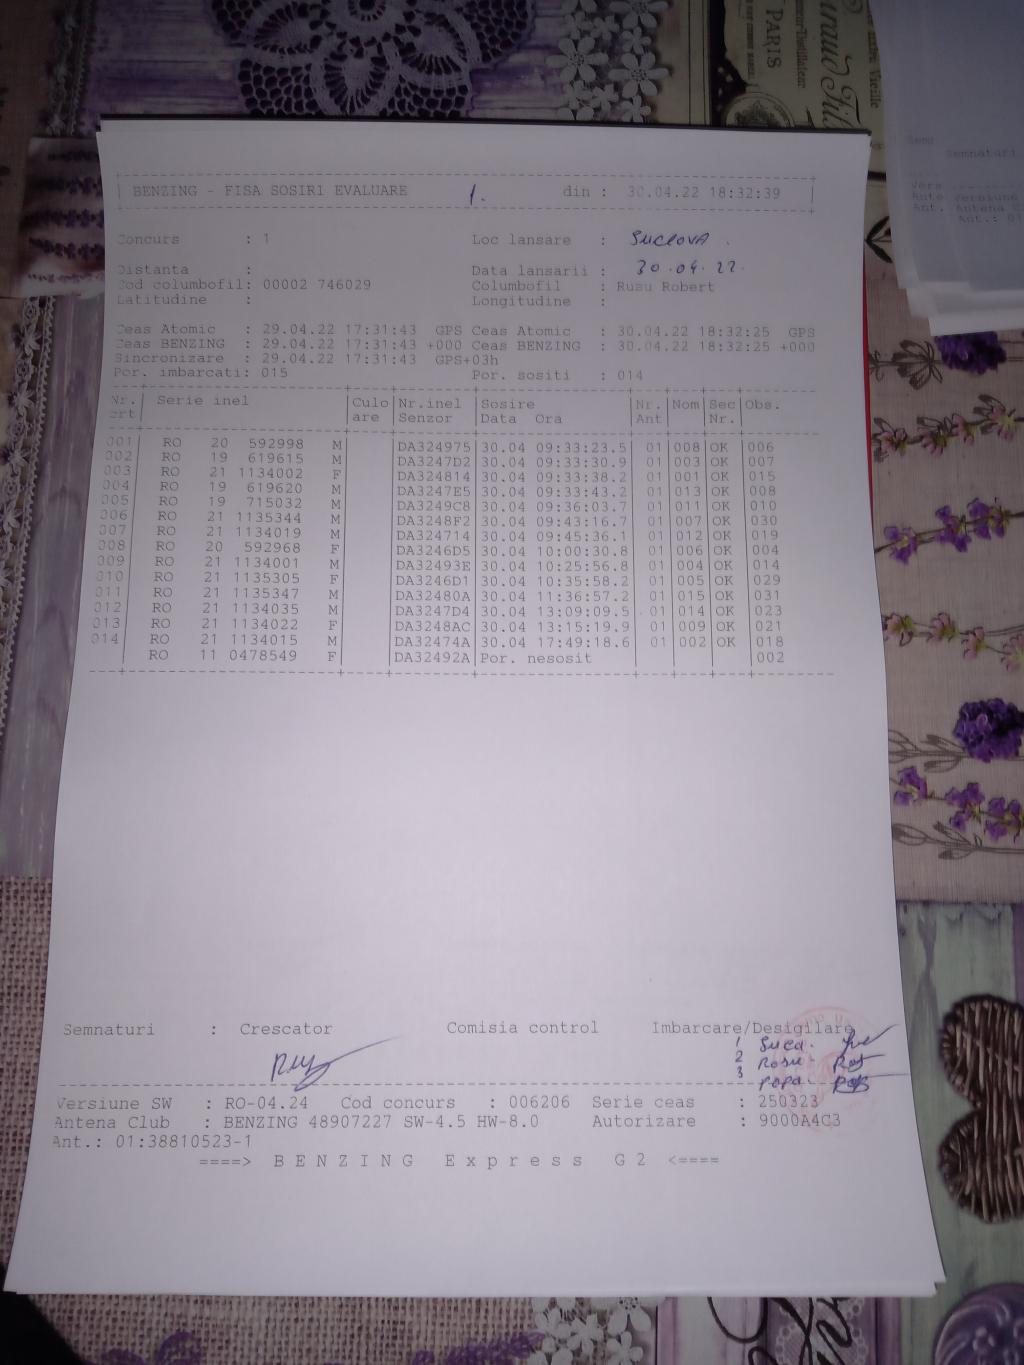 BENZING - FISA SOSIRI EVALUARE 1. din : 30.04.22 18:32:39
Concurs : 1 Loc lansare : SUCEOVA .
Distanta : Data lansarii : 30.04.22.
Cod columbofil: 00002 746029 Columbofil : Rusu Robert
Latitudine : Longitudine :
Ceas Atomic : 29.04.22 17:31:43 GPS Ceas Atomic : 30.04.22 18:32:25 GPS
Ceas BENZING : 29.04.22 17:31:43 +000 Ceas BENZING : 30.04.22 18:32:25 +000
Sincronizare : 29.04.22 17:31:43 GPS+03h
Por. imbarcati: 015 Por. sositi : 014
Nr. Serie inel Culo Nr.inel Sosire Nr. Nom Sec Obs.
crt are Senzor Data Ora Ant Nr.
001 RO 20 592998 M DA324975 30.04 09:33:23.5 01 008 OK 006
002 RO 19 619615 M DA3247D2 30.04 09:33:30.9 01 003 OK 007
003 RO 21 1134002 F DA324814 30.04 09:33:38.2 01 001 OK 015
004 RO 19 619620 M DA3247E5 30.04 09:33:43.2 01 013 OK 008
005 RO 19 715032 M DA3249C8 30.04 09:36:03.7 01 011 OK 010
006 RO 21 1135344 M DA3248F2 30.04 09:43:16.7 01 007 OK 030
007 RO 21 1134019 M DA324714 30.04 09:45:36.1 01 012 OK 019
008 RO 20 592968 F DA3246D5 30.04 10:00:30.8 01 006 OK 004
009 RO 21 1134001 M DA32493E 30.04 10:25:56.8 01 004 OK 014
010 RO 21 1135305 F DA3246D1 30.04 10:35:58.2 01 005 OK 029
011 RO 21 1135347 M DA32480A 30.04 11:36:57.2 01 015 OK 031
012 RO 21 1134035 M DA3247D4 30.04 13:09:09.5 01 014 OK 023
013 RO 21 1134022 F DA3248AC 30.04 13:15:19.9 01 009 OK 021
014 RO 21 1134015 M DA32474A 30.04 17:49:18.6 01 002 OK 018
RO 11 0478549 F DA32492A Por. nesosit 002
Semnaturi : Crescator Comisia control Imbarcare/Desigilare
1 Suca.
2 Rosu.
3 Popa.
Versiune SW : RO-04.24 Cod concurs : 006206 Serie ceas : 250323
Antena Club : BENZING 48907227 SW-4.5 HW-8.0 Autorizare : 9000A4C3
Ant.: 01:38810523-1
====> B E N Z I N G E x p r e s s G 2 <====
PARIS
Semnaturi
Versiune
Antena
Ant.: 01